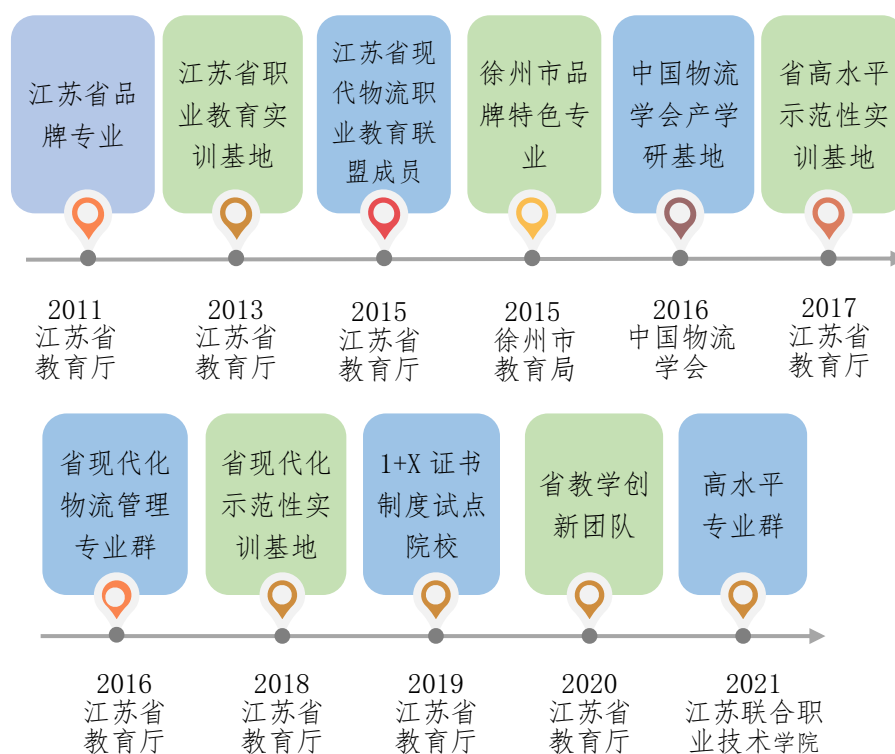 江苏省品
牌专业
江苏省职
业教育实
训基地
江苏省现
代物流职
业教育联
盟成员
徐州市品
牌特色专
业
中国物流
学会产学
研基地
省高水平
示范性实
训基地
2011
江苏省
教育厅
2013
江苏省
教育厅
2015
江苏省
教育厅
2015
徐州市
教育局
2016
中国物流
学会
2017
江苏省
教育厅
省现代化
物流管理
专业群
省现代化
示范性实
训基地
1+X 证书
制度试点
院校
省教学创
新团队
高水平
专业群
2016
江苏省
教育厅
2018
江苏省
教育厅
2019
江苏省
教育厅
2020
江苏省
教育厅
2021
江苏联合职
业技术学院